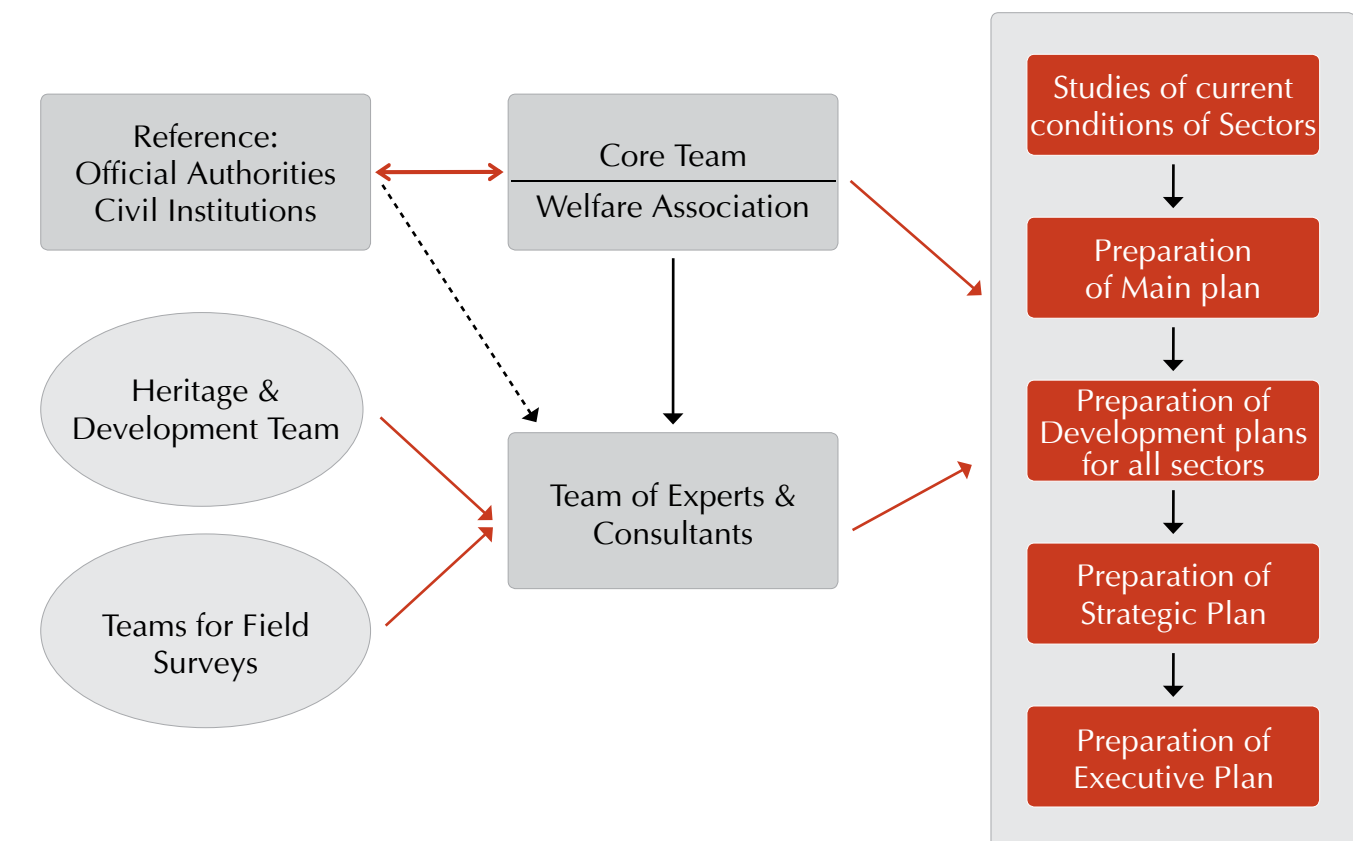 Reference:
Official Authorities
Civil Institutions
Core Team
Welfare Association
Heritage &
Development Team
Teams for Field
Surveys
Team of Experts &
Consultants
Studies of current
conditions of Sectors
Preparation
of Main plan
Preparation of
Development plans
for all sectors
Preparation of
Strategic Plan
Preparation of
Executive Plan